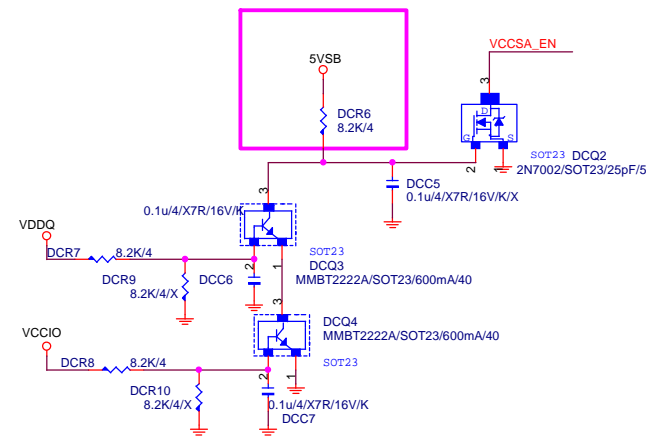 VCCSA_EN
5VSB
3
DCR6
8.2K/4
D
G
S
SOT23 DCQ2
2
1
2N7002/SOT23/25pF/5
DCC5
0.1u/4/X7R/16V/K/X
3
0.1u/4/X7R/16V/K
VDDQ
SOT23
DCR7
8.2K/4
2
1
DCQ3
DCR9
DCC6
MMBT2222A/SOT23/600mA/40
8.2K/4/X
3
DCQ4
VCCIO
MMBT2222A/SOT23/600mA/40
DCR8
8.2K/4
SOT23
2
1
DCR10
8.2K/4/X
0.1u/4/X7R/16V/K
DCC7